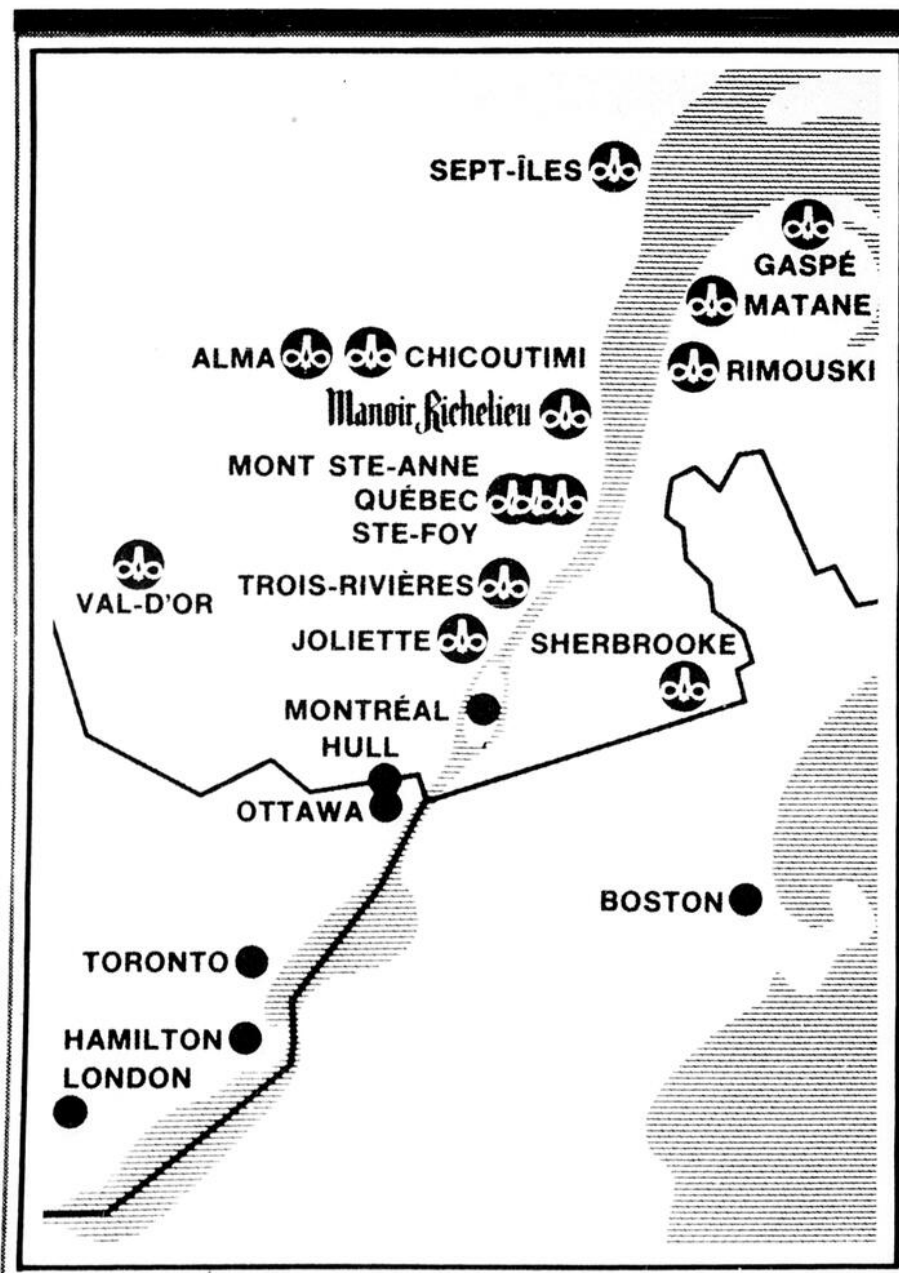 SEPT-ÎLES
GASPÉ
MATANE
ALMA
CHICOUTIMI
RIMOUSKI
Manoir Richelieu
MONT STE-ANNE
QUÉBEC
STE-FOY
VAL-D'OR
TROIS-RIVIÈRES
JOLIETTE
SHERBROOKE
MONTRÉAL
HULL
OTTAWA
BOSTON
TORONTO
HAMILTON
LONDON